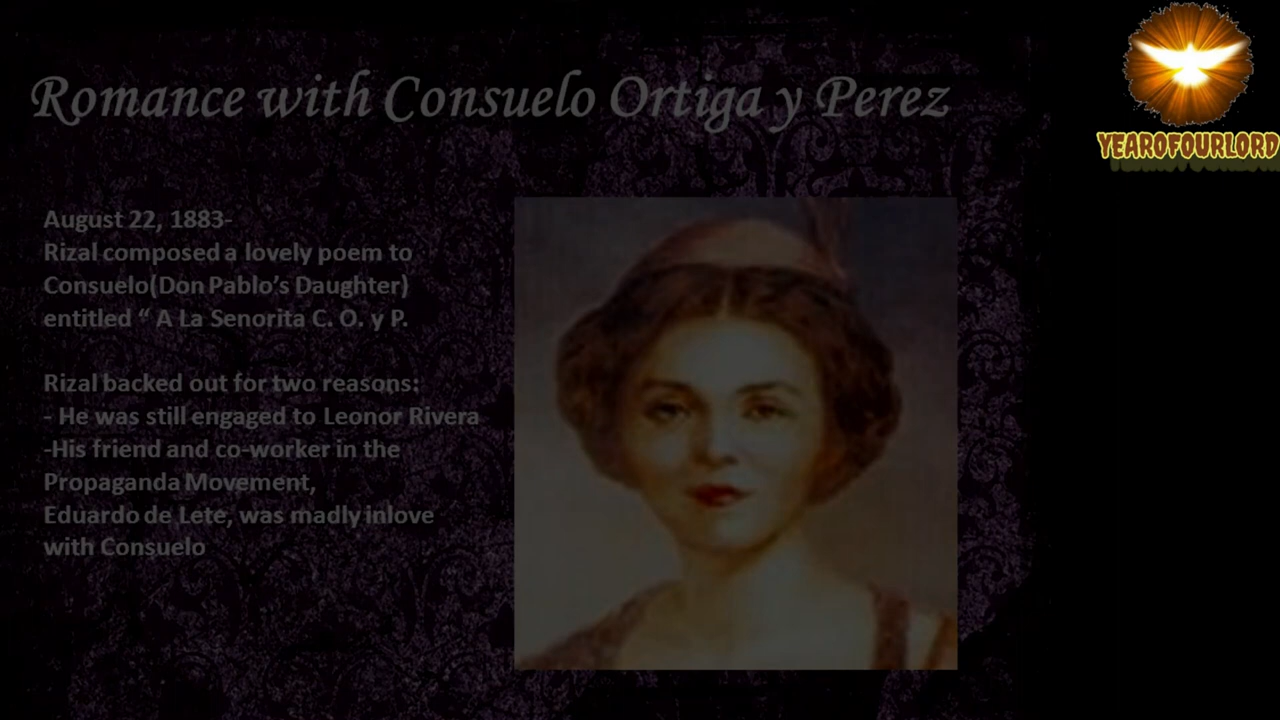 Romance with Consuelo Ortiga y Perez
YEAROFOURLORD
August 22, 1883-
Rizal composed a lovely poem to
Consuelo(Don Pablo’s Daughter)
entitled “ A La Senorita C. O. y P.
Rizal backed out for two reasons:
- He was still engaged to Leonor Rivera
-His friend and co-worker in the
Propaganda Movement,
Eduardo de Lete, was madly inlove
with Consuelo